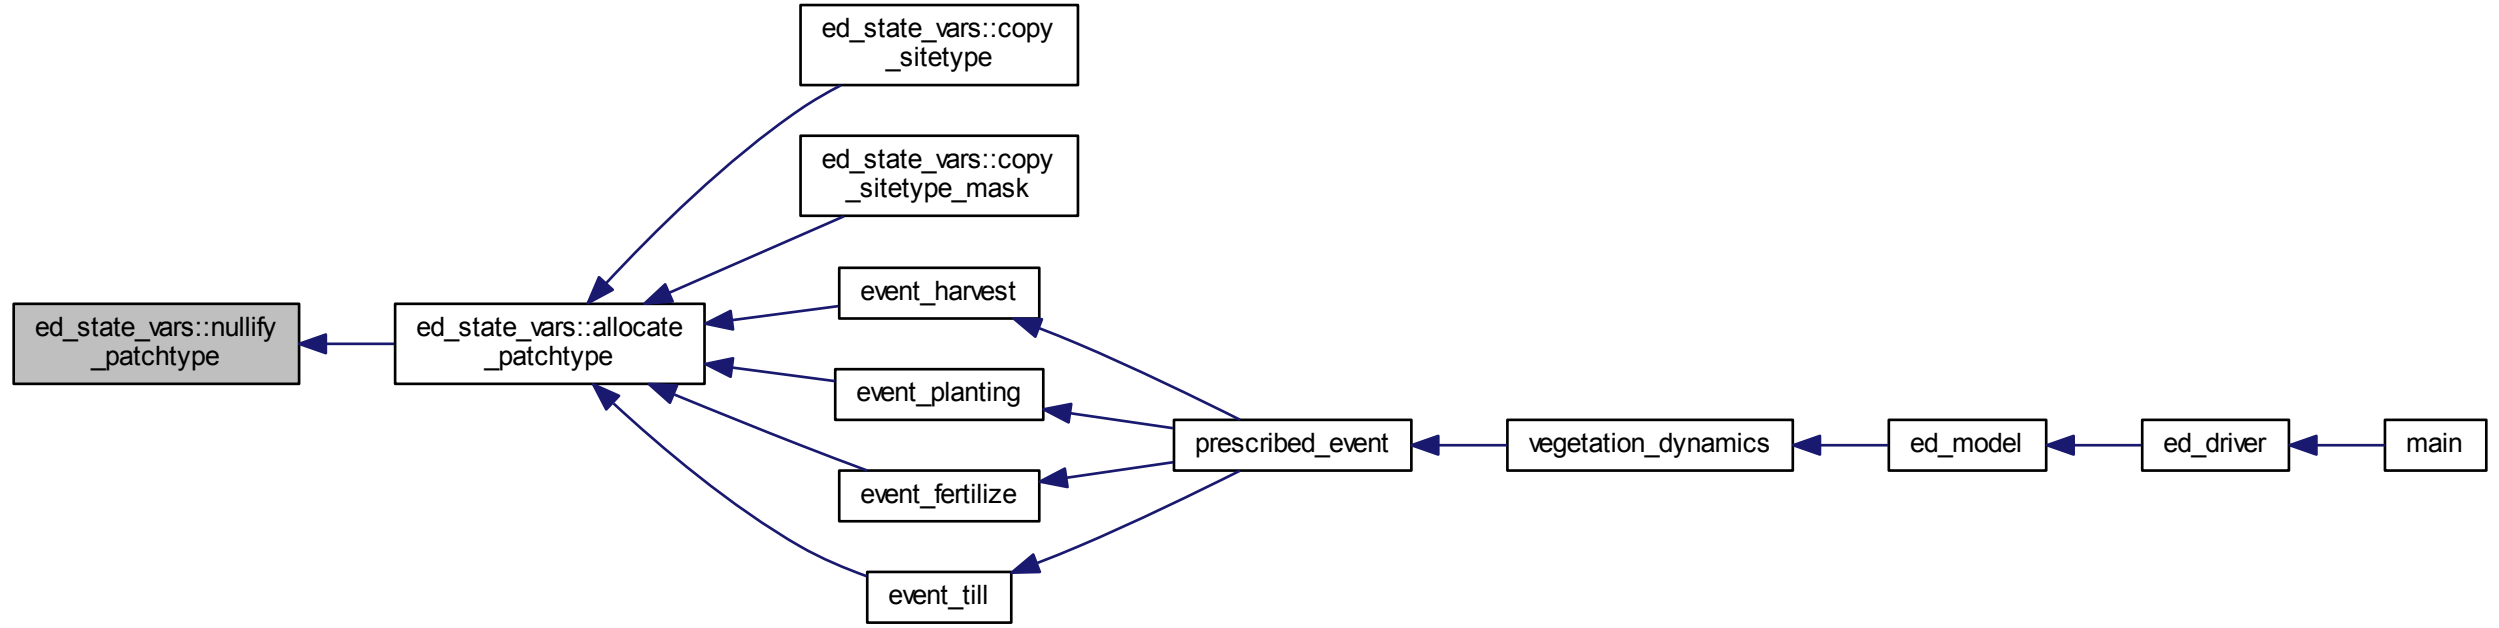 ed_state_vars::copy
_sitetype
ed_state_vars::copy
_sitetype_mask
event_harvest
ed_state_vars::nullify
_patchtype
ed_state_vars::allocate
_patchtype
event_planting
prescribed_event
vegetation_dynamics
ed_model
ed_driver
main
event_fertilize
event_till